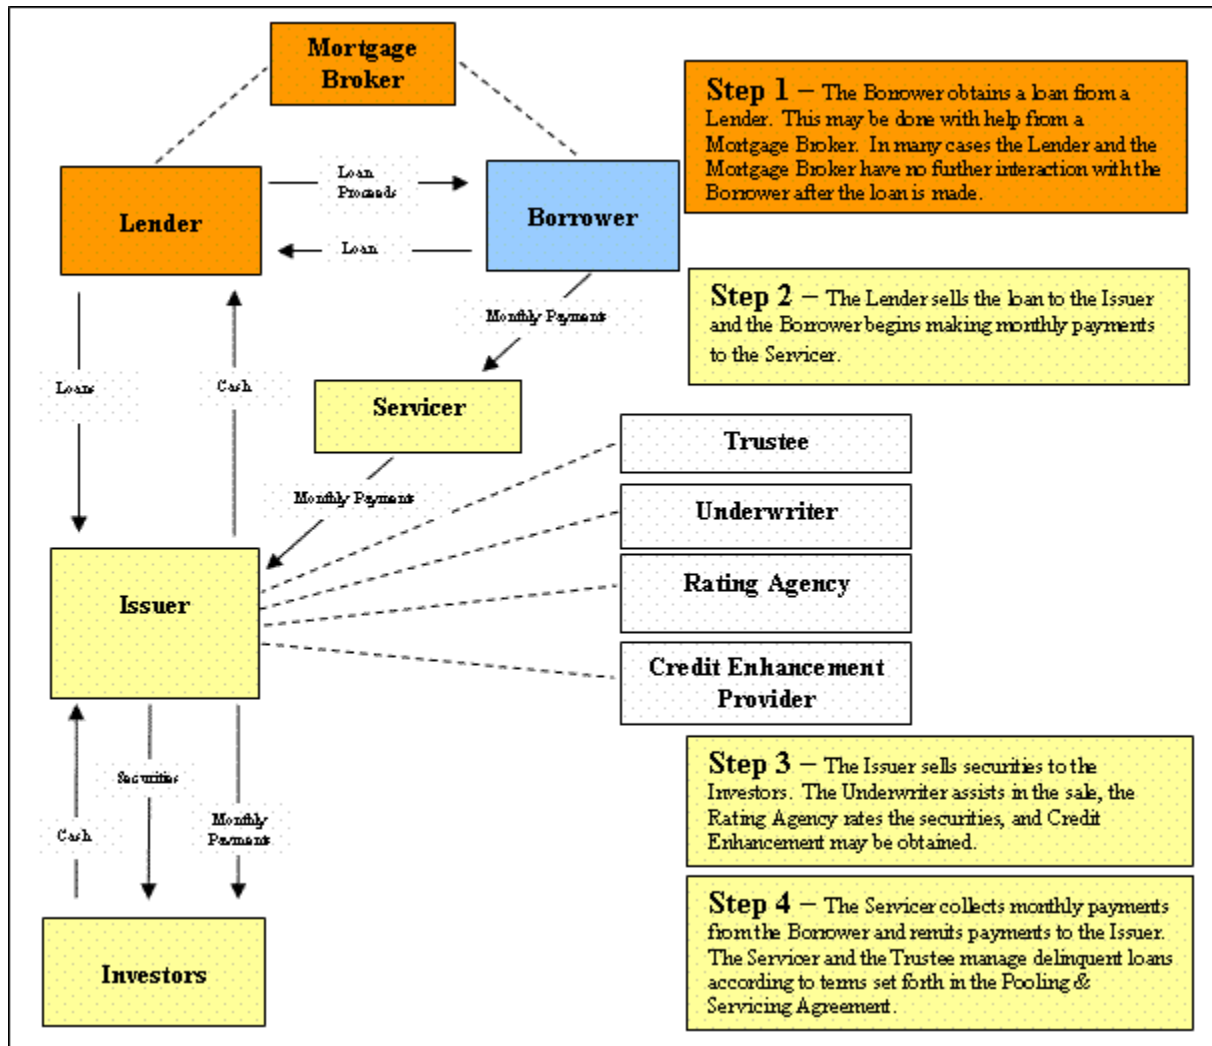 Mortgage
Broker
Step 1 – The Borrower obtains a loan from a
Lender. This may be done with help from a
Mortgage Broker. In many cases the Lender and the
Mortgage Broker have no further interaction with the
Borrower after the loan is made.
Loan
Proceeds
Lender
Borrower
Loan
Step 2 – The Lender sells the loan to the Issuer
and the Borrower begins making monthly payments
to the Servicer.
Monthly Payments
Loans
Cash
Servicer
Trustee
Monthly Payments
Underwriter
Rating Agency
Issuer
Credit Enhancement
Provider
Step 3 – The Issuer sells securities to the
Investors. The Underwriter assists in the sale, the
Rating Agency rates the securities, and Credit
Enhancement may be obtained.
Securities
Cash
Monthly
Payments
Step 4 – The Servicer collects monthly payments
from the Borrower and remits payments to the Issuer.
The Servicer and the Trustee manage delinquent loans
according to terms set forth in the Pooling &
Servicing Agreement.
Investors